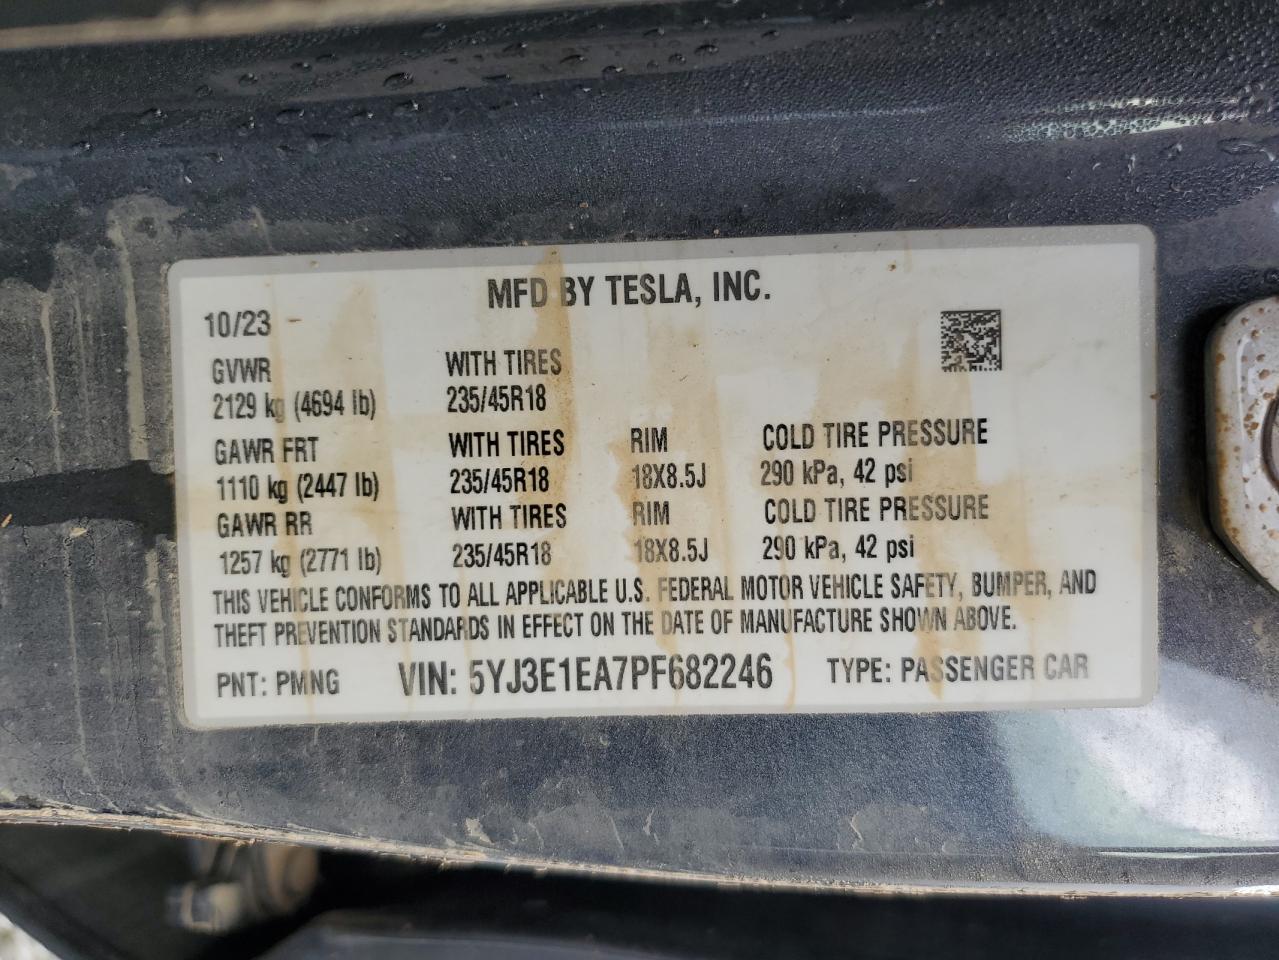 MFD BY TESLA, INC.
10/23
GVWR WITH TIRES
2129 kg (4694 lb) 235/45R18
GAWR FRT WITH TIRES RIM COLD TIRE PRESSURE
1110 kg (2447 lb) 235/45R18 18X8.5J 290 kPa, 42 psi
GAWR RR WITH TIRES RIM COLD TIRE PRESSURE
1257 kg (2771 lb) 235/45R18 18X8.5J 290 kPa, 42 psi
THIS VEHICLE CONFORMS TO ALL APPLICABLE U.S. FEDERAL MOTOR VEHICLE SAFETY, BUMPER, AND
THEFT PREVENTION STANDARDS IN EFFECT ON THE DATE OF MANUFACTURE SHOWN ABOVE.
PNT: PMNG VIN: 5YJ3E1EA7PF682246 TYPE: PASSENGER CAR